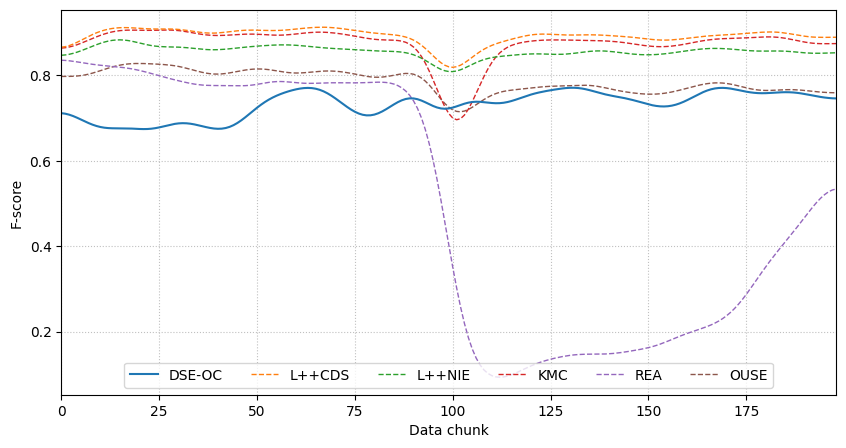 F-score
0.8
0.6
0.4
0.2
DSE-OC L++CDS L++NIE KMC REA OUSE
0 25 50 75 100 125 150 175
Data chunk